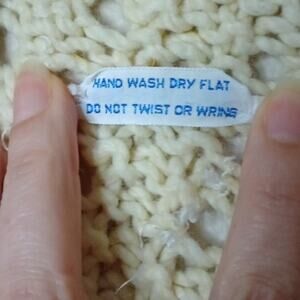 HAND WASH DRY FLAT
DO NOT TWIST OR WRING